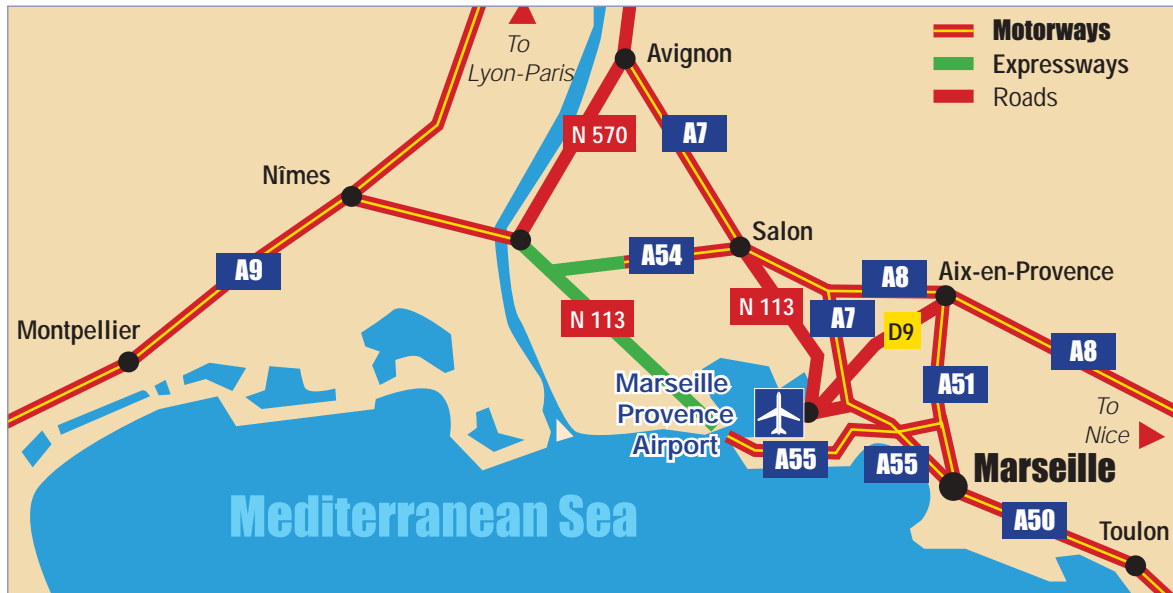 To
Lyon-Paris
Avignon
Motorways
Expressways
Roads
N 570
A7
Nîmes
Salon
A54
A9
A8
Aix-en-Provence
N 113
N 113
A7
D9
Montpellier
A8
Marseille
Provence
Airport
A51
To
Nice
A55
A55
Marseille
Mediterranean Sea
A50
Toulon